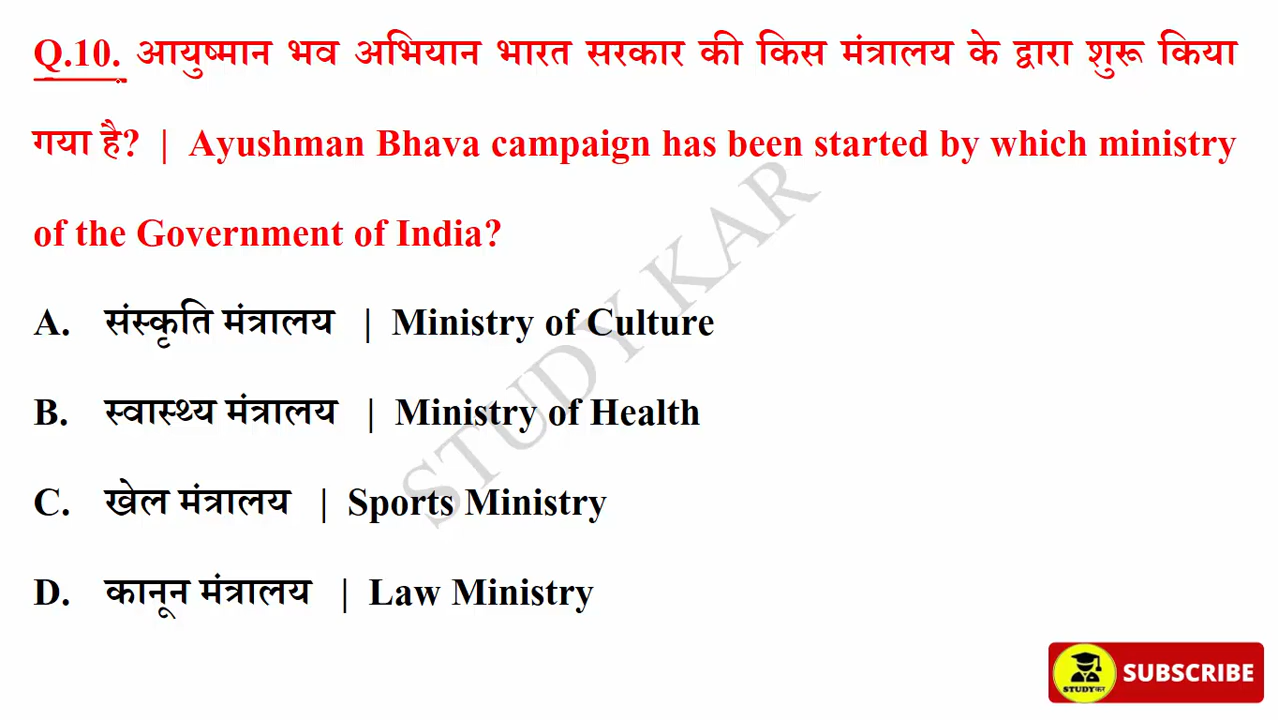 Q.10. आयुष्मान भव अभियान भारत सरकार की किस मंत्रालय के द्वारा शुरू किया
गया है? | Ayushman Bhava campaign has been started by which ministry
of the Government of India?
A. संस्कृति मंत्रालय | Ministry of Culture
B. स्वास्थ्य मंत्रालय | Ministry of Health
C. खेल मंत्रालय | Sports Ministry
D. कानून मंत्रालय | Law Ministry
STUDY KAR
STUDYकर
SUBSCRIBE